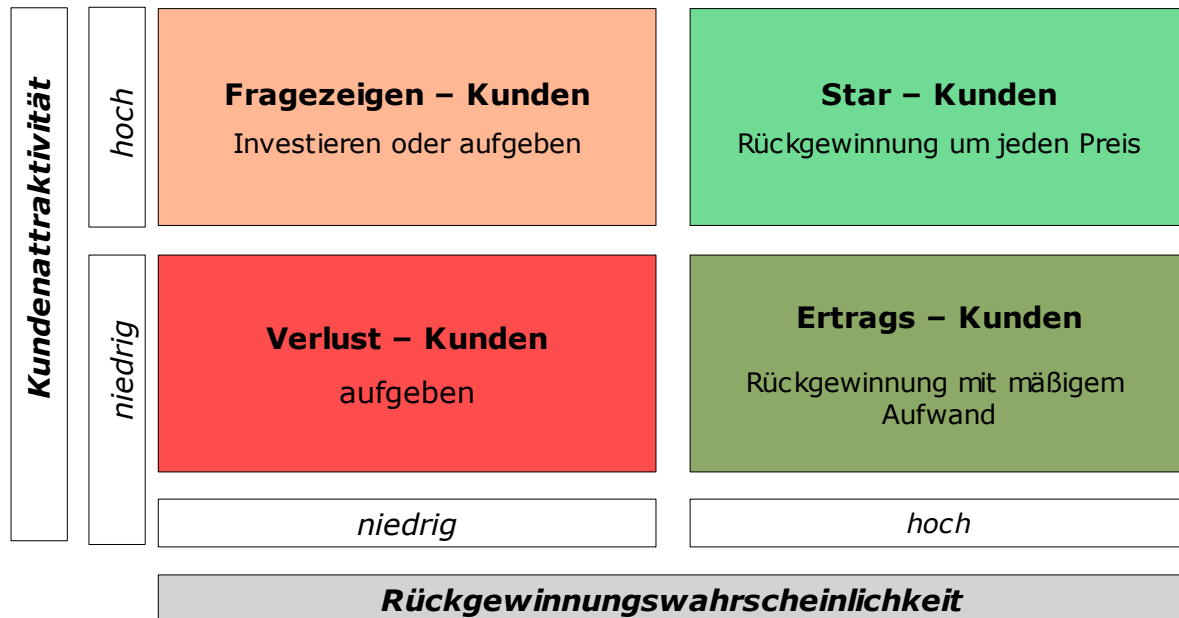 Kundenattraktivität
hoch
Fragezeigen – Kunden
Investieren oder aufgeben
Star – Kunden
Rückgewinnung um jeden Preis
niedrig
Verlust – Kunden
aufgeben
Ertrags – Kunden
Rückgewinnung mit mäßigem
Aufwand
niedrig
hoch
Rückgewinnungswahrscheinlichkeit